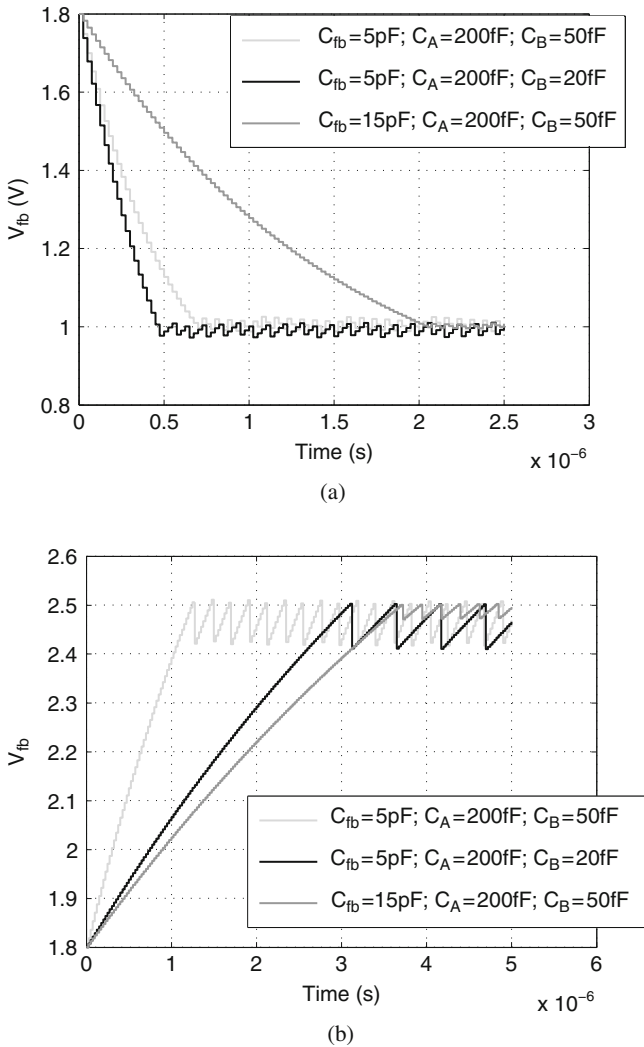 1.8
1.6
1.4
1.2
1
0.8
V_fb (V)
C_fb=5pF; C_A=200fF; C_B=50fF
C_fb=5pF; C_A=200fF; C_B=20fF
C_fb=15pF; C_A=200fF; C_B=50fF
0 0.5 1 1.5 2 2.5 3
Time (s)
x 10^−6
(a)
2.6
2.5
2.4
2.3
2.2
2.1
2
1.9
1.8
V_fb
C_fb=5pF; C_A=200fF; C_B=50fF
C_fb=5pF; C_A=200fF; C_B=20fF
C_fb=15pF; C_A=200fF; C_B=50fF
0 1 2 3 4 5 6
Time (s)
x 10^−6
(b)